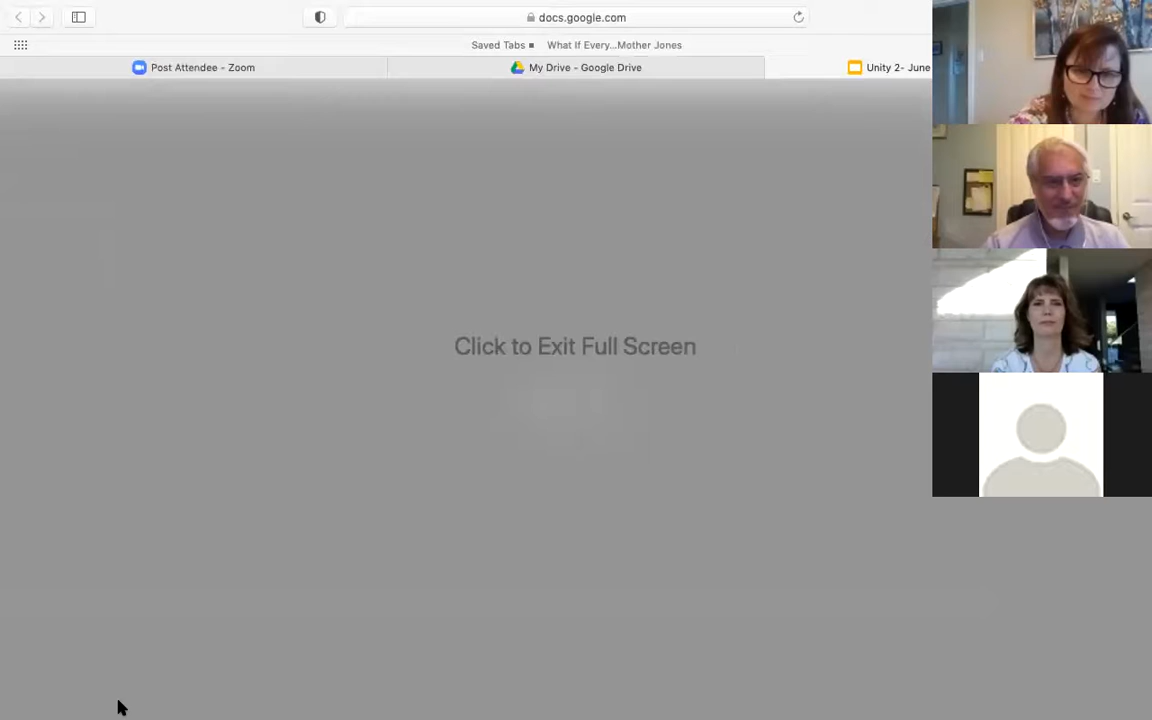 docs.google.com
Saved Tabs
What If Every...Mother Jones
Post Attendee - Zoom
My Drive - Google Drive
Unity 2- June
Click to Exit Full Screen